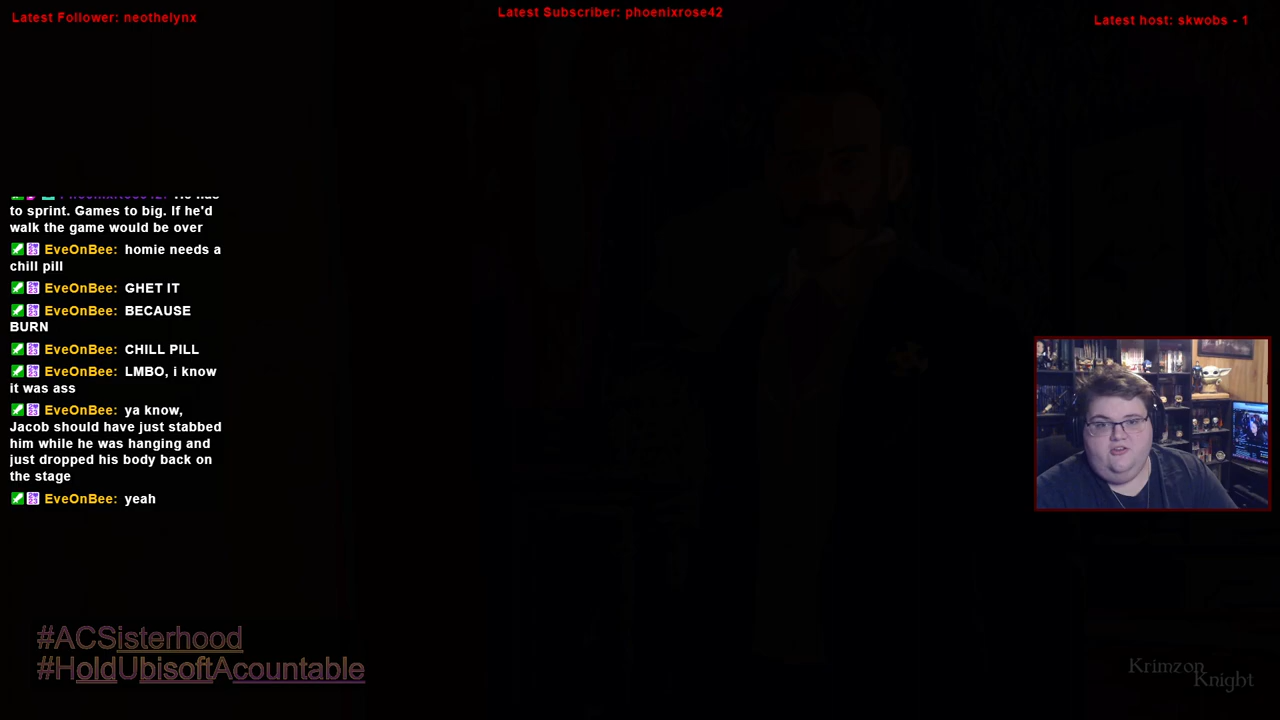 Latest Follower: neothelynx
Latest Subscriber: phoenixrose42
Latest host: skwobs - 1
to sprint. Games to big. If he'd
walk the game would be over
EveOnBee: homie needs a
chill pill
EveOnBee: GHET IT
EveOnBee: BECAUSE
BURN
EveOnBee: CHILL PILL
EveOnBee: LMBO, i know
it was ass
EveOnBee: ya know,
Jacob should have just stabbed
him while he was hanging and
just dropped his body back on
the stage
EveOnBee: yeah
#ACSisterhood
#HoldUbisoftAcountable
Krimzon
Knight